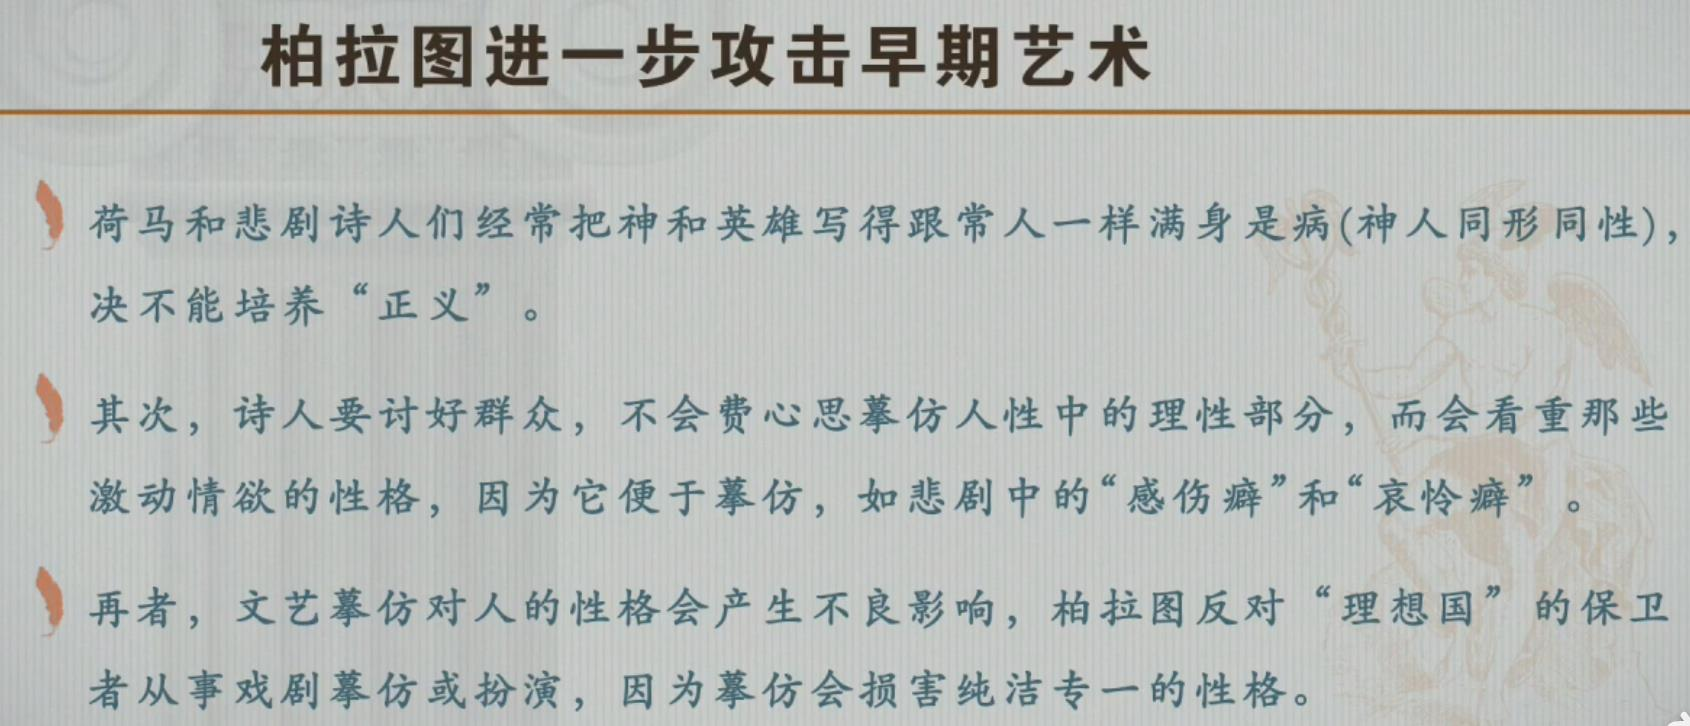 柏拉图进一步攻击早期艺术
荷马和悲剧诗人们经常把神和英雄写得跟常人一样满身是病(神人同形同性)，
决不能培养“正义”。
其次，诗人要讨好群众，不会费心思摹仿人性中的理性部分，而会看重那些
激动情欲的性格，因为它便于摹仿，如悲剧中的“感伤癖”和“哀怜癖”。
再者，文艺摹仿对人的性格会产生不良影响，柏拉图反对“理想国”的保卫
者从事戏剧摹仿或扮演，因为摹仿会损害纯洁专一的性格。